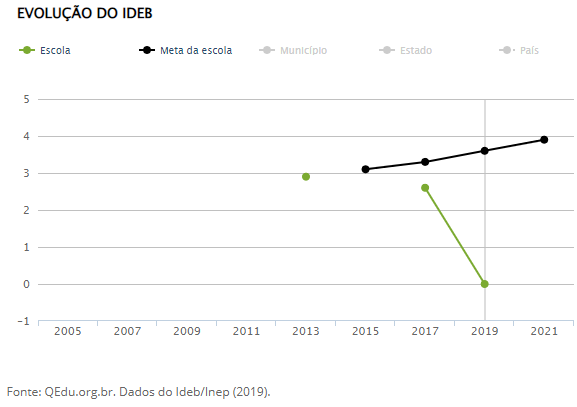 EVOLUÇÃO DO IDEB
Escola Meta da escola Município Estado País
5
4
3
2
1
0
−1
2005 2007 2009 2011 2013 2015 2017 2019 2021
Fonte: QEdu.org.br. Dados do Ideb/Inep (2019).